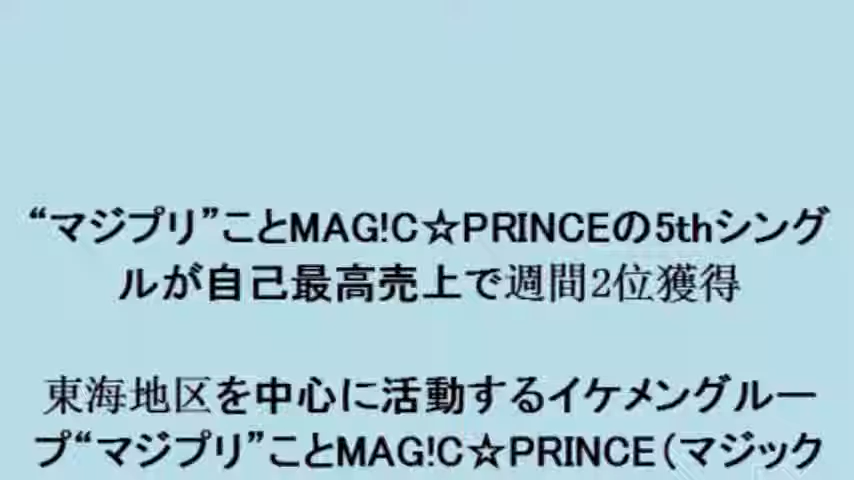 “マジプリ”ことMAG!C☆PRINCEの5thシング
ルが自己最高売上で週間2位獲得
東海地区を中心に活動するイケメングルー
プ“マジプリ”ことMAG!C☆PRINCE（マジック